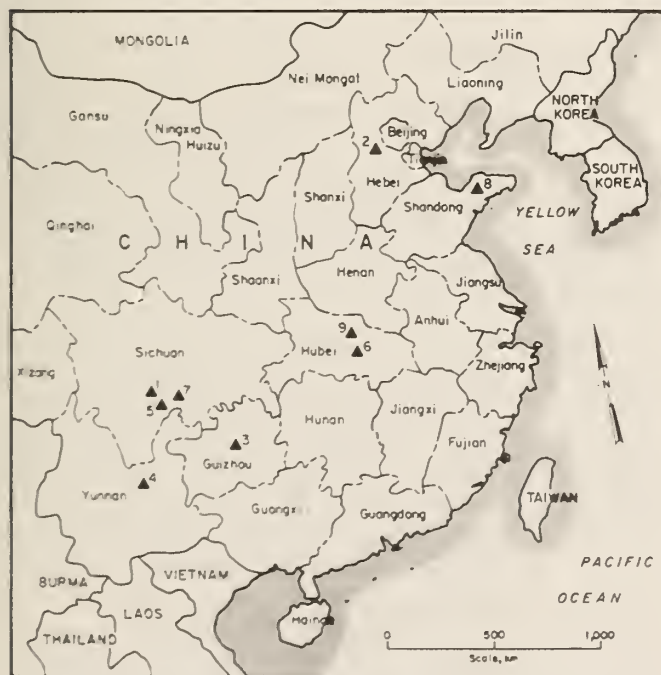 MONGOLIA
Jilin
Nei Mongol
Liaoning
Gansu
Ningxia
Huizu
Beijing
NORTH
KOREA
2
Tianjin
Hebei
Shanxi
8
SOUTH
KOREA
Shandong
Qinghai
YELLOW
SEA
C H I N A
Henan
Shaanxi
Jiangsu
Anhui
9
Sichuan
Hubei
6
Zhejiang
Xizang
1
7
5
Hunan
Jiangxi
3
Guizhou
Fujian
4
Yunnan
Guangxi
Guangdong
TAIWAN
N
BURMA
VIETNAM
PACIFIC
OCEAN
LAOS
Hainan
THAILAND
0 500 1,000
Scale, km